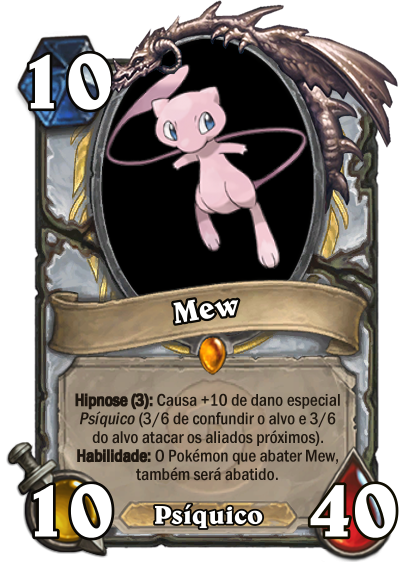 10
Mew
Hipnose (3): Causa +10 de dano especial
Psíquico (3/6 de confundir o alvo e 3/6
do alvo atacar os aliados próximos).
Habilidade: O Pokémon que abater Mew,
também será abatido.
10
Psíquico
40